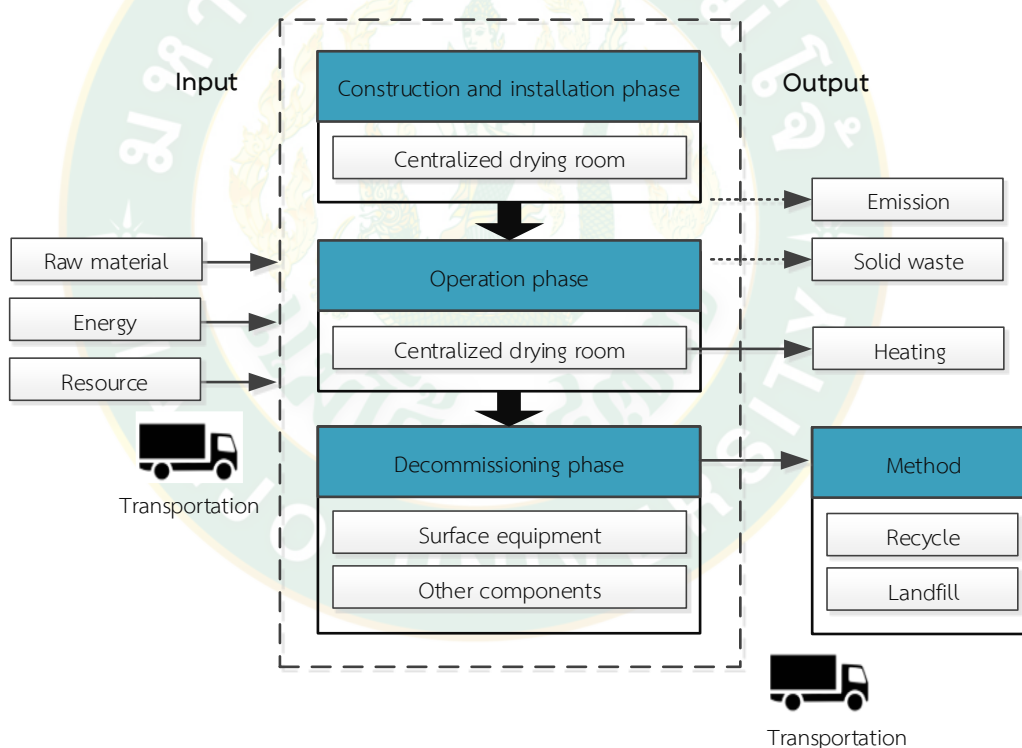 Input
Output
Construction and installation phase
Centralized drying room
Emission
Raw material
Operation phase
Solid waste
Energy
Centralized drying room
Heating
Resource
Decommissioning phase
Method
Transportation
Surface equipment
Recycle
Other components
Landfill
Transportation
UNIVERSITY